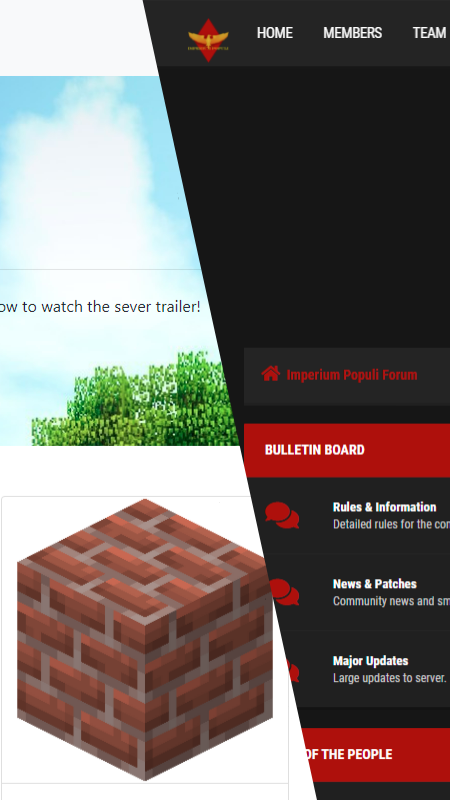 HOME MEMBERS TEAM
ow to watch the sever trailer!
Imperium Populi Forum
BULLETIN BOARD
Rules & Information
Detailed rules for the con
News & Patches
Community news and sm
Major Updates
Large updates to server.
OF THE PEOPLE